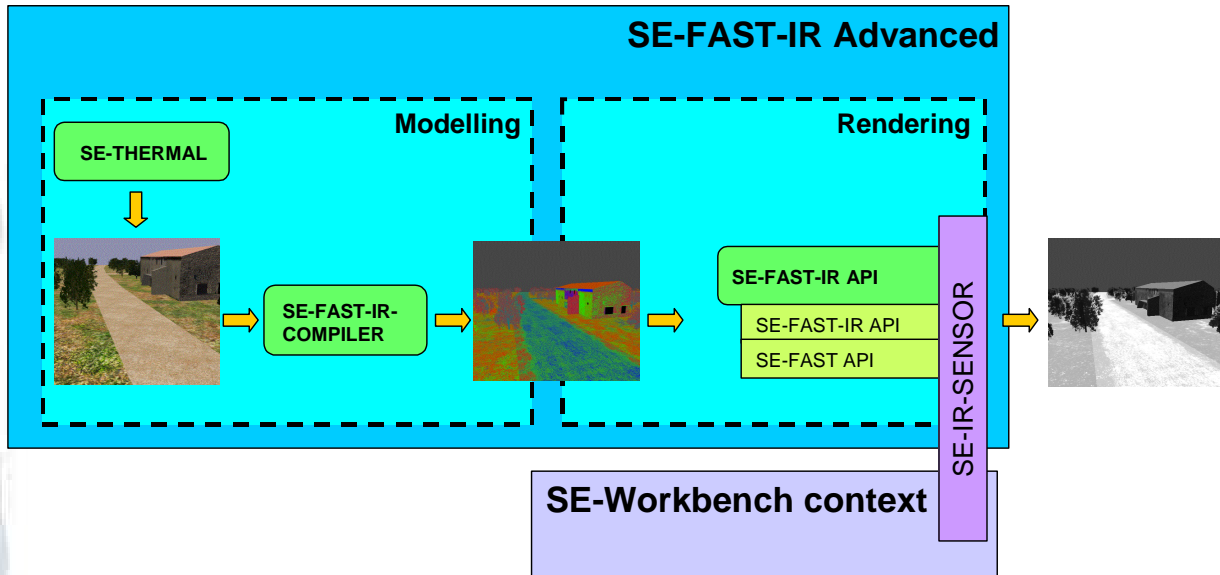 SE-FAST-IR Advanced
Modelling
Rendering
SE-THERMAL
SE-FAST-IR-
COMPILER
SE-FAST-IR API
SE-FAST-IR API
SE-FAST API
SE-IR-SENSOR
SE-Workbench context